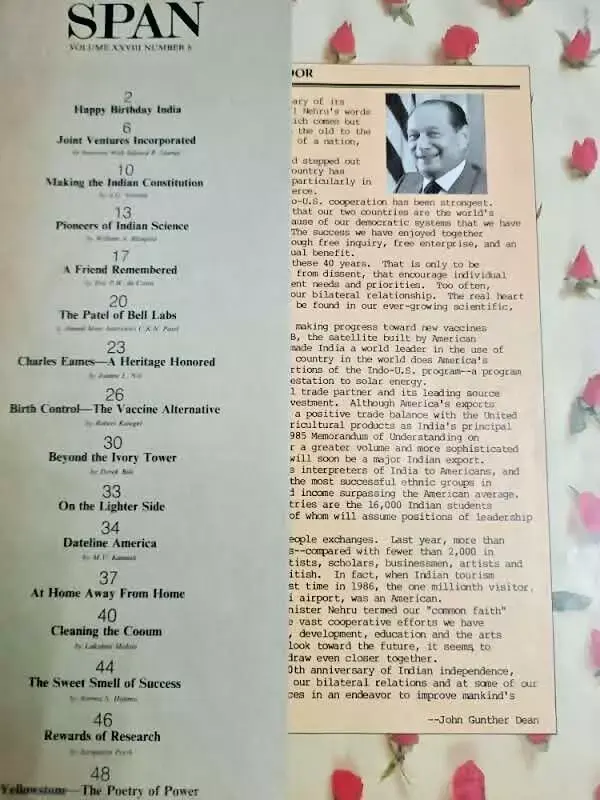 SPAN
VOLUME XXVIII NUMBER 8
2
Happy Birthday India
6
Joint Ventures Incorporated
10
Making the Indian Constitution
13
Pioneers of Indian Science
17
A Friend Remembered
20
The Patel of Bell Labs
23
Charles Eames—A Heritage Honored
26
Birth Control—The Vaccine Alternative
by Robert Kanigel
30
Beyond the Ivory Tower
by Derek Bok
33
On the Lighter Side
34
Dateline America
37
At Home Away From Home
40
Cleaning the Cooum
by Lakshmi Mohan
44
The Sweet Smell of Success
46
Rewards of Research
48
Yellowstone—The Poetry of Power
OOR
ary of its
l Nehru's words
ich comes but
the old to the
of a nation,
d stepped out
ountry has
particularly in
erce.
o-U.S. cooperation has been strongest.
that our two countries are the world's
ause of our democratic systems that we have
The success we have enjoyed together
ough free inquiry, free enterprise, and an
ual benefit.
these 40 years. That is only to be
from dissent, that encourage individual
ent needs and priorities. Too often,
our bilateral relationship. The real heart
be found in our ever-growing scientific,
making progress toward new vaccines
B, the satellite built by American
made India a world leader in the use of
country in the world does America's
rtions of the Indo-U.S. program--a program
estation to solar energy.
l trade partner and its leading source
vestment. Although America's exports
a positive trade balance with the United
ricultural products as India's principal
985 Memorandum of Understanding on
r a greater volume and more sophisticated
will soon be a major Indian export.
s interpreters of India to Americans, and
the most successful ethnic groups in
d income surpassing the American average.
tries are the 16,000 Indian students
of whom will assume positions of leadership
eople exchanges. Last year, more than
s--compared with fewer than 2,000 in
tists, scholars, businessmen, artists and
itish. In fact, when Indian tourism
st time in 1986, the one millionth visitor,
i airport, was an American.
nister Nehru termed our "common faith"
e vast cooperative efforts we have
, development, education and the arts
look toward the future, it seems to
draw even closer together.
0th anniversary of Indian independence,
our bilateral relations and at some of our
ces in an endeavor to improve mankind's
--John Gunther Dean